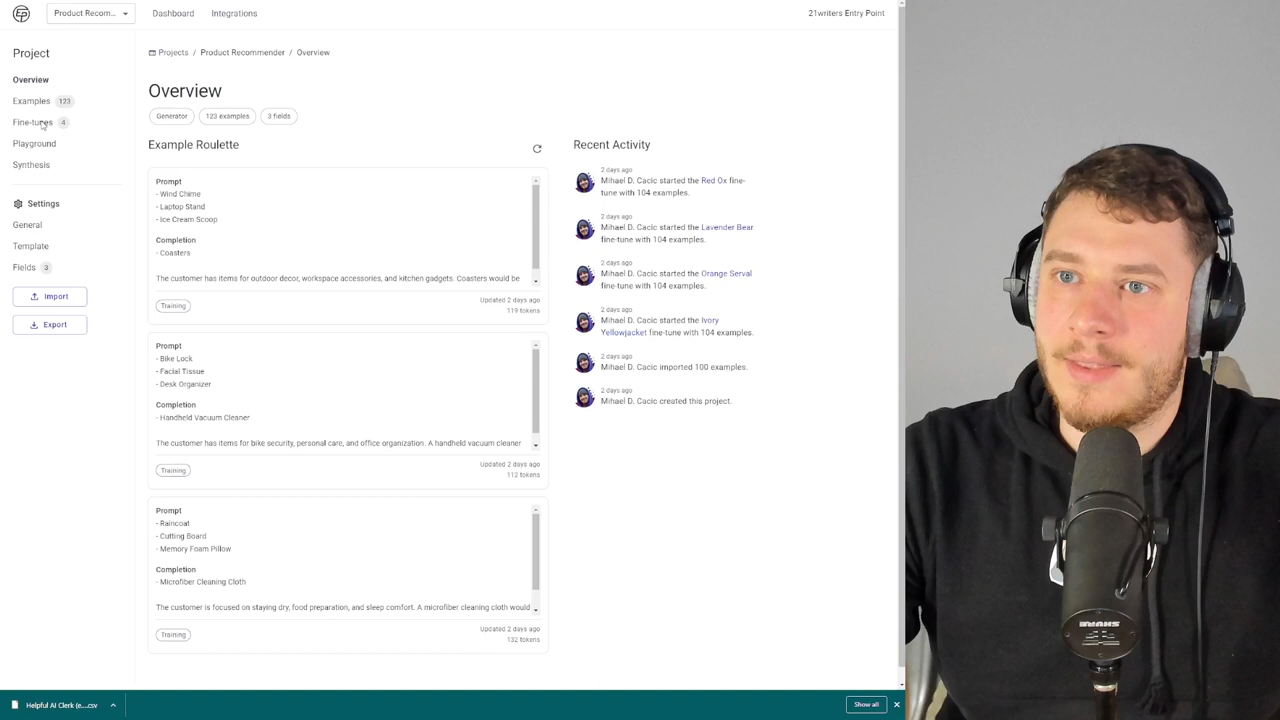 EP
Product Recom...
Dashboard
Integrations
21writers Entry Point
Project
Overview
Examples 123
Fine-tunes 4
Playground
Synthesis
Settings
General
Template
Fields 3
Import
Export
Projects / Product Recommender / Overview
Overview
Generator
123 examples
3 fields
Example Roulette
Prompt
- Wind Chime
- Laptop Stand
- Ice Cream Scoop
Completion
- Coasters
The customer has items for outdoor decor, workspace accessories, and kitchen gadgets. Coasters would be
Training
Updated 2 days ago
119 tokens
Prompt
- Bike Lock
- Facial Tissue
- Desk Organizer
Completion
- Handheld Vacuum Cleaner
The customer has items for bike security, personal care, and office organization. A handheld vacuum cleaner
Training
Updated 2 days ago
112 tokens
Prompt
- Raincoat
- Cutting Board
- Memory Foam Pillow
Completion
- Microfiber Cleaning Cloth
The customer is focused on staying dry, food preparation, and sleep comfort. A microfiber cleaning cloth would
Training
Updated 2 days ago
132 tokens
Recent Activity
2 days ago
Mihael D. Cacic started the Red Ox fine-
tune with 104 examples.
2 days ago
Mihael D. Cacic started the Lavender Bear
fine-tune with 104 examples.
2 days ago
Mihael D. Cacic started the Orange Serval
fine-tune with 104 examples.
2 days ago
Mihael D. Cacic started the Ivory
Yellowjacket fine-tune with 104 examples.
2 days ago
Mihael D. Cacic imported 100 examples.
2 days ago
Mihael D. Cacic created this project.
Helpful AI Clerk (e....csv
Show all
SHURE